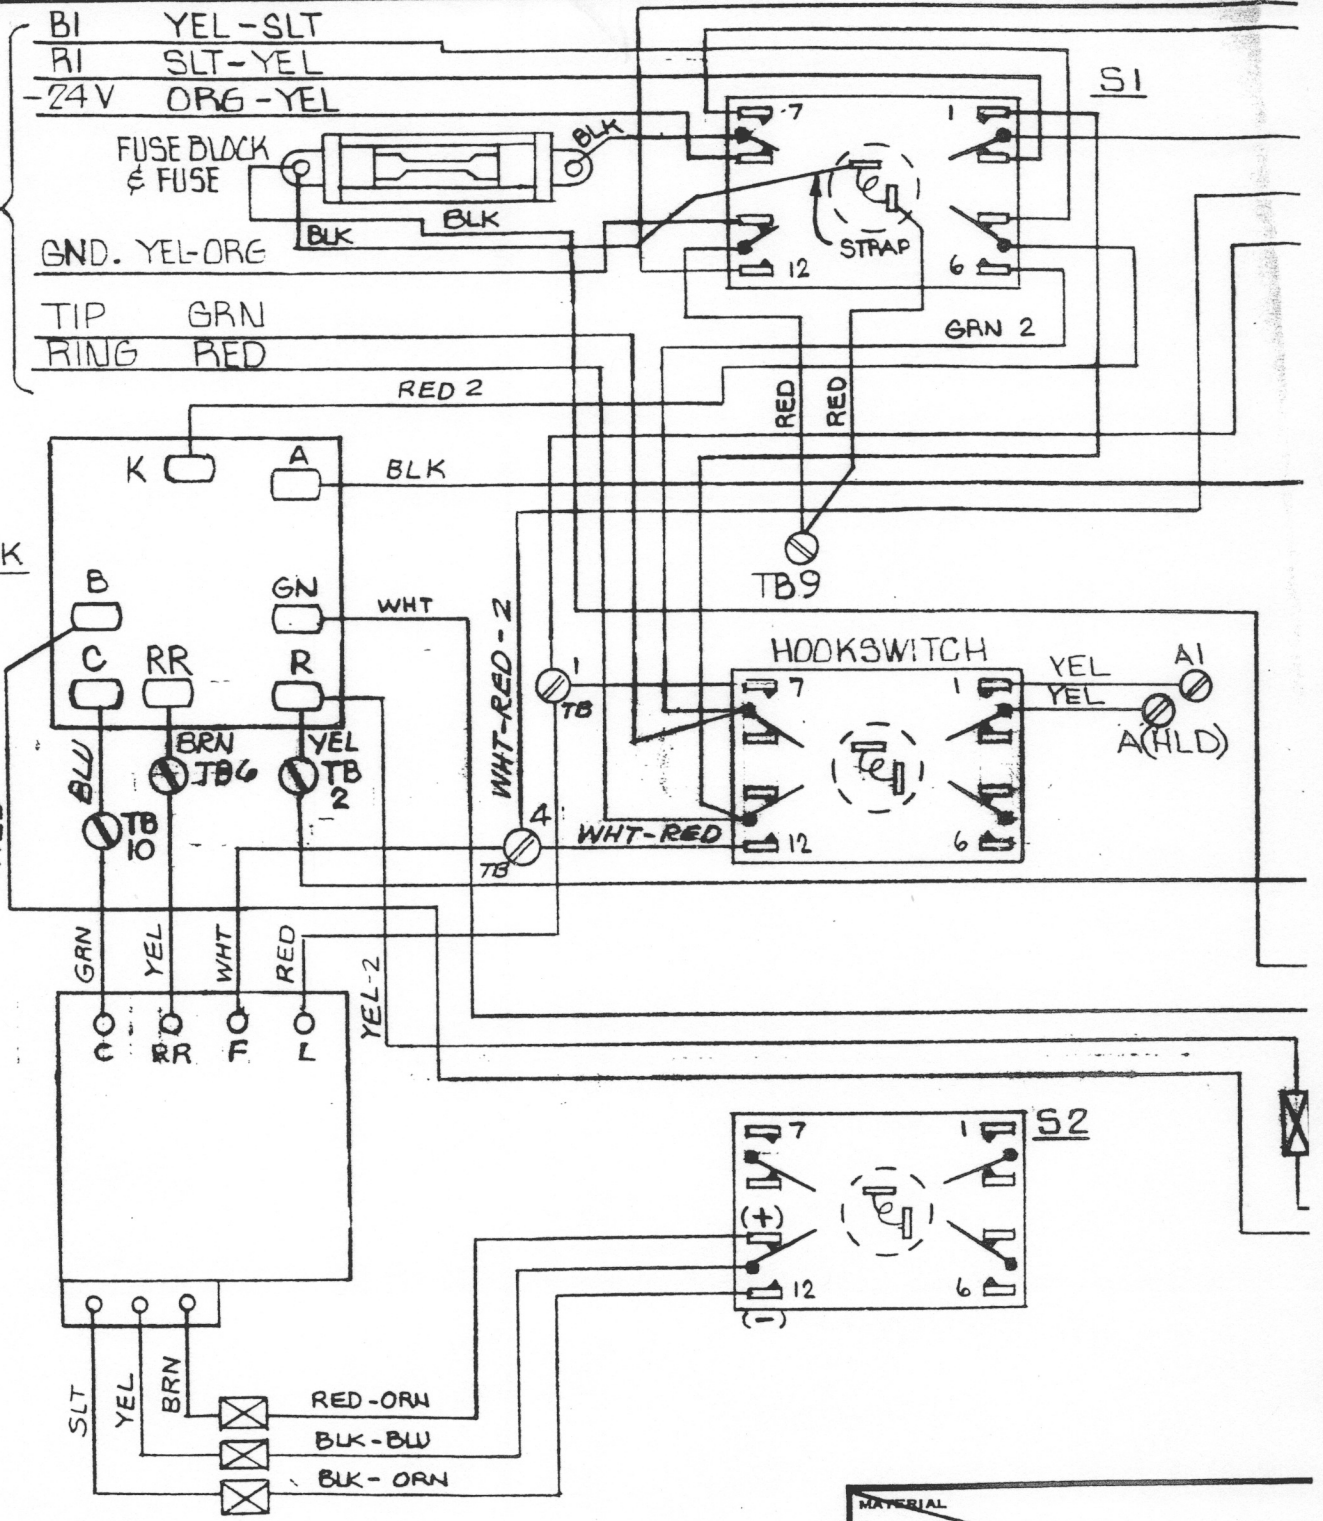 B1 YEL-SLT
R1 SLT-YEL
-24V ORG-YEL
S1
FUSE BLOCK
& FUSE
BLK
7
1
BLK
BLK
STRAP
GND. YEL-ORG
12
6
TIP GRN
GRN 2
RING RED
RED 2
RED
RED
K
A
BLK
K
TB9
B
GN
WHT
WHT-RED-2
C
RR
R
HOOKSWITCH
1
TB
7
1
YEL
YEL
A1
A(HLD)
BLU
BRN
TB6
YEL
TB
2
TB
10
4
TB
WHT-RED
12
6
GRN
YEL
WHT
RED
YEL-2
C
RR
F
L
7
1
S2
(+)
12
6
(-)
SLT
YEL
BRN
RED-ORN
BLK-BLU
BLK-ORN
MATERIAL